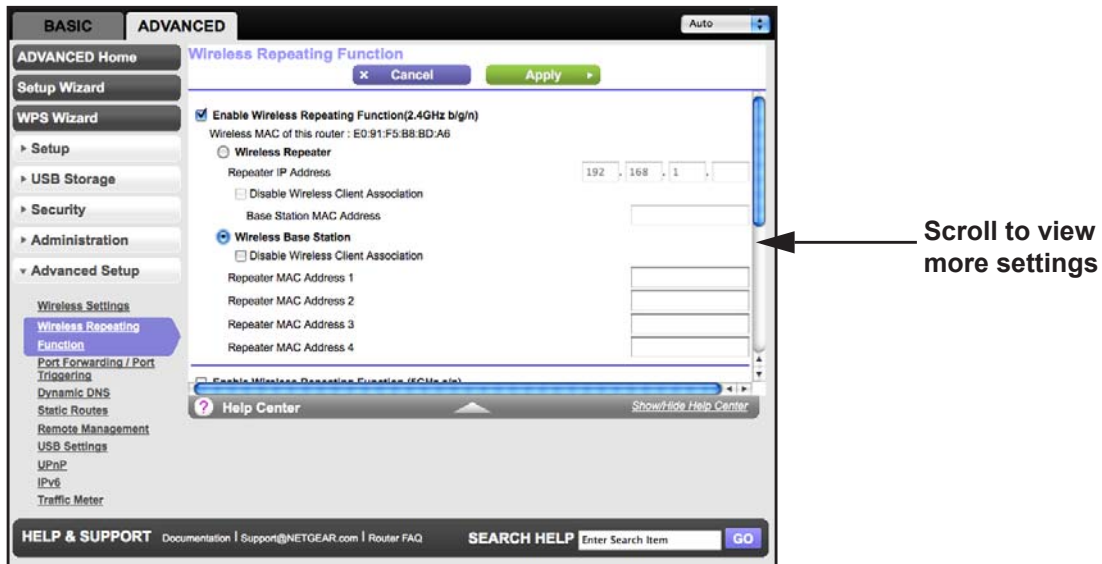 BASIC
ADVANCED
Auto
ADVANCED Home
Setup Wizard
WPS Wizard
Setup
USB Storage
Security
Administration
Advanced Setup
Wireless Settings
Wireless Repeating
Function
Port Forwarding / Port
Triggering
Dynamic DNS
Static Routes
Remote Management
USB Settings
UPnP
IPv6
Traffic Meter
Wireless Repeating Function
x Cancel
Apply
Enable Wireless Repeating Function(2.4GHz b/g/n)
Wireless MAC of this router : E0:91:F5:B8:BD:A6
Wireless Repeater
Repeater IP Address 192 . 168 . 1 .
Disable Wireless Client Association
Base Station MAC Address
Wireless Base Station
Disable Wireless Client Association
Repeater MAC Address 1
Repeater MAC Address 2
Repeater MAC Address 3
Repeater MAC Address 4
Enable Wireless Repeating Function (5GHz a/n)
? Help Center
Show/Hide Help Center
HELP & SUPPORT Documentation | Support@NETGEAR.com | Router FAQ
SEARCH HELP Enter Search Item GO
Scroll to view
more settings